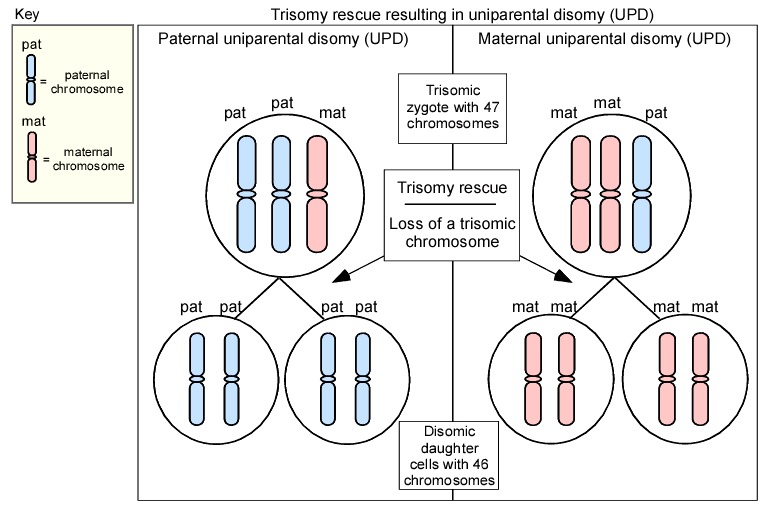 Key
pat
= paternal
chromosome
mat
= maternal
chromosome
Trisomy rescue resulting in uniparental disomy (UPD)
Paternal uniparental disomy (UPD)
Maternal uniparental disomy (UPD)
Trisomic
zygote with 47
chromosomes
pat pat mat
mat mat pat
Trisomy rescue
Loss of a trisomic
chromosome
pat pat
pat pat
mat mat
mat mat
Disomic
daughter
cells with 46
chromosomes